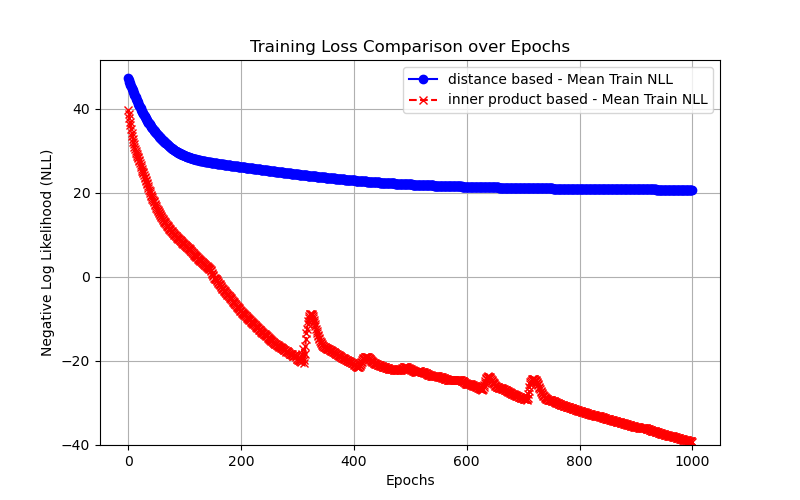 Training Loss Comparison over Epochs
distance based - Mean Train NLL
inner product based - Mean Train NLL
Negative Log Likelihood (NLL)
40
20
0
−20
−40
0 200 400 600 800 1000
Epochs